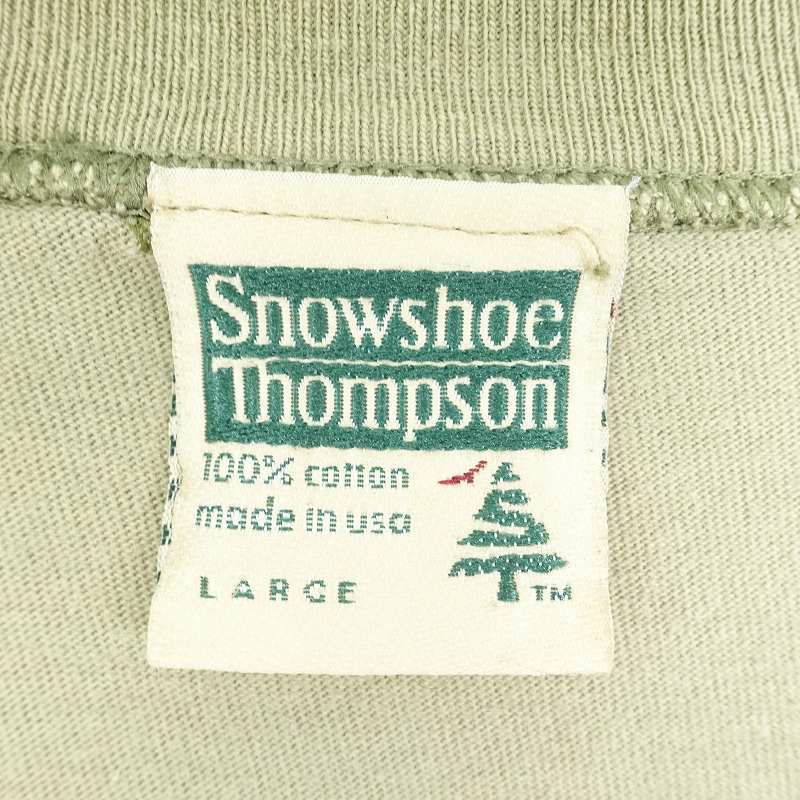 Snowshoe
Thompson
100% cotton
made in usa
LARGE
TM